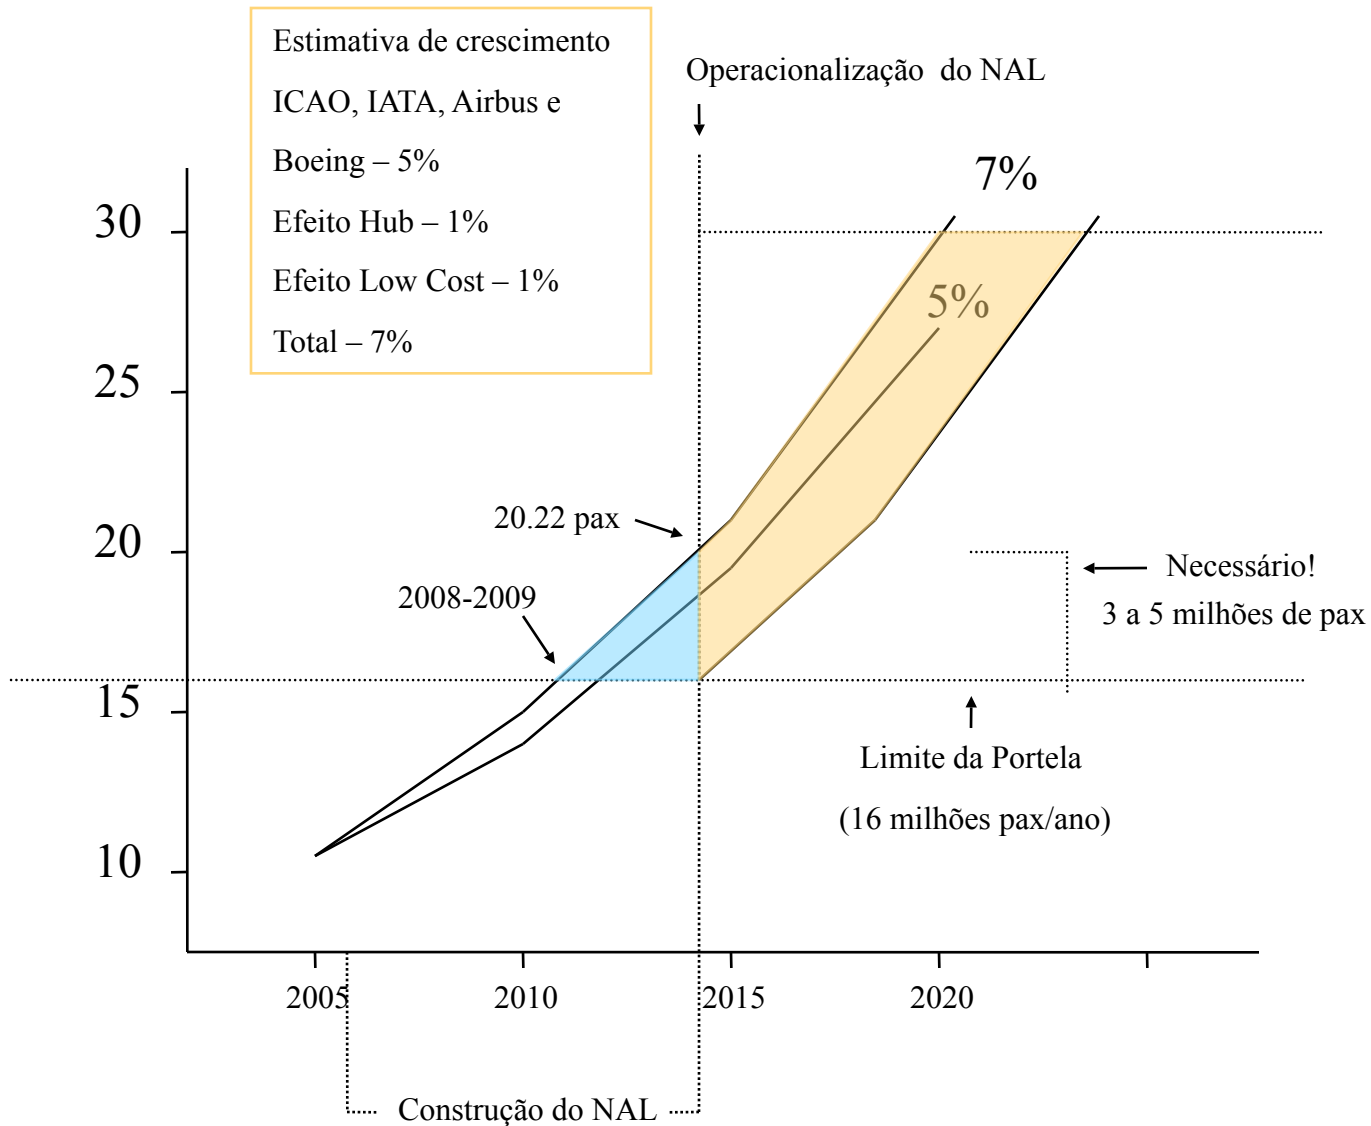 Estimativa de crescimento
ICAO, IATA, Airbus e
Boeing – 5%
Efeito Hub – 1%
Efeito Low Cost – 1%
Total – 7%
Operacionalização do NAL
7%
30
5%
25
20.22 pax
20
Necessário!
3 a 5 milhões de pax
2008-2009
15
Limite da Portela
(16 milhões pax/ano)
10
2005
2010
2015
2020
Construção do NAL